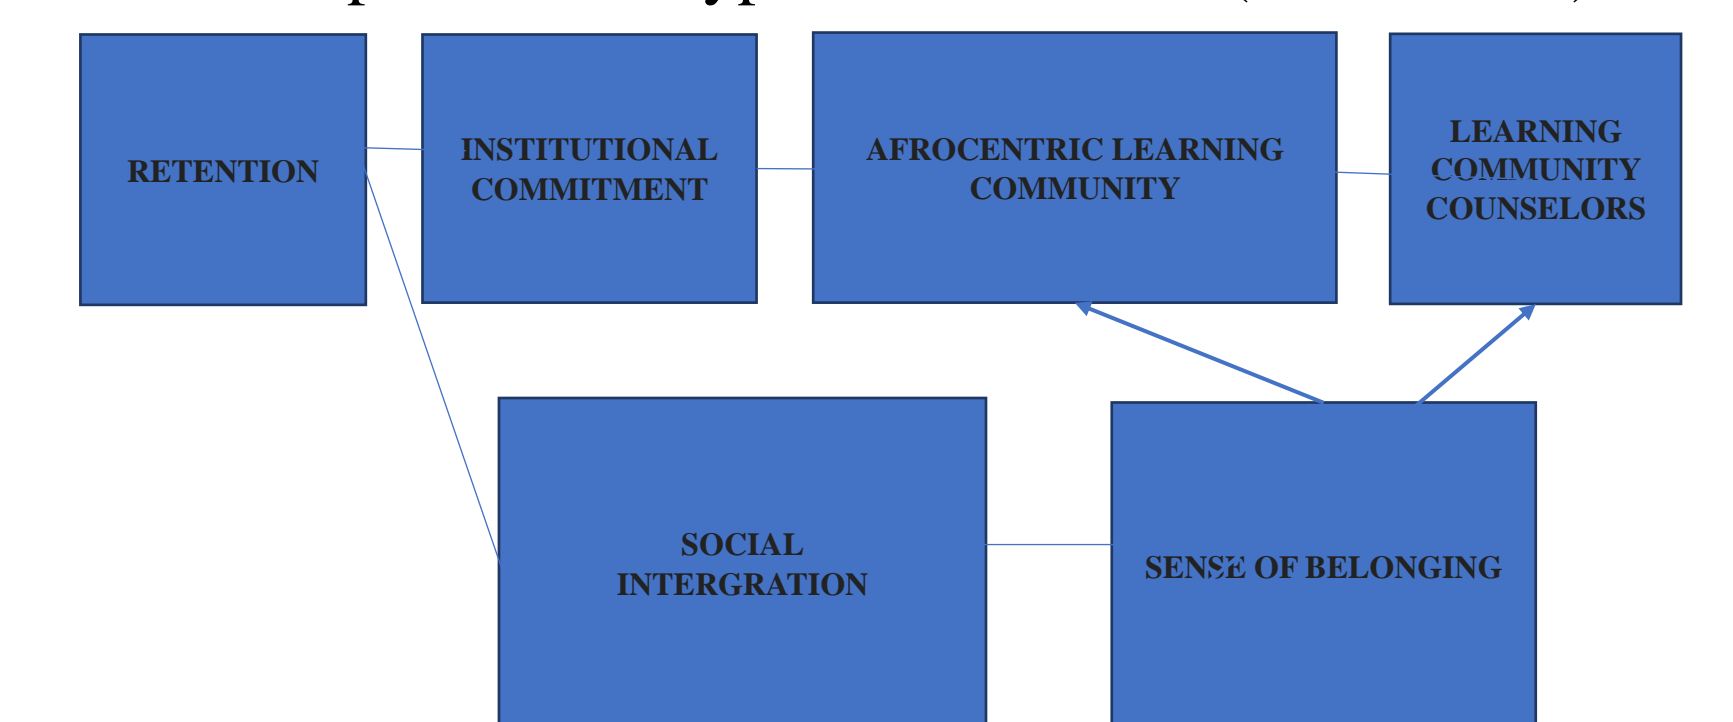 RETENTION
INSTITUTIONAL
COMMITMENT
AFROCENTRIC LEARNING
COMMUNITY
LEARNING
COMMUNITY
COUNSELORS
SOCIAL
INTERGRATION
SENSE OF BELONGING